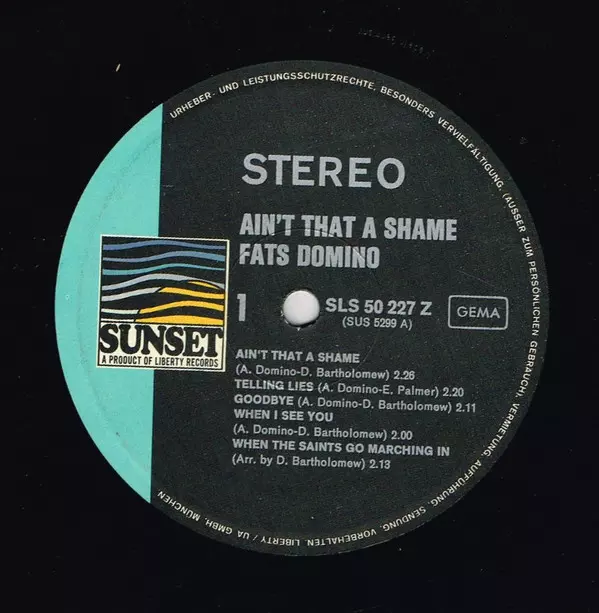 URHEBER- UND LEISTUNGSSCHUTZRECHTE, BESONDERS VERVIELFÄLTIGUNG, (AUSSER ZUM PERSÖNLICHEN GEBRAUCH), VERMIETUNG, AUFFÜHRUNG, SENDUNG, VORBEHALTEN. LIBERTY / UA GMBH, MÜNCHEN
STEREO
AIN'T THAT A SHAME
FATS DOMINO
SUNSET
A PRODUCT OF LIBERTY RECORDS
1
SLS 50 227 Z
(SUS 5299 A)
GEMA
AIN'T THAT A SHAME
(A. Domino-D. Bartholomew) 2.26
TELLING LIES (A. Domino-E. Palmer) 2.20
GOODBYE (A. Domino-D. Bartholomew) 2.11
WHEN I SEE YOU
(A. Domino-D. Bartholomew) 2.00
WHEN THE SAINTS GO MARCHING IN
(Arr. by D. Bartholomew) 2.13